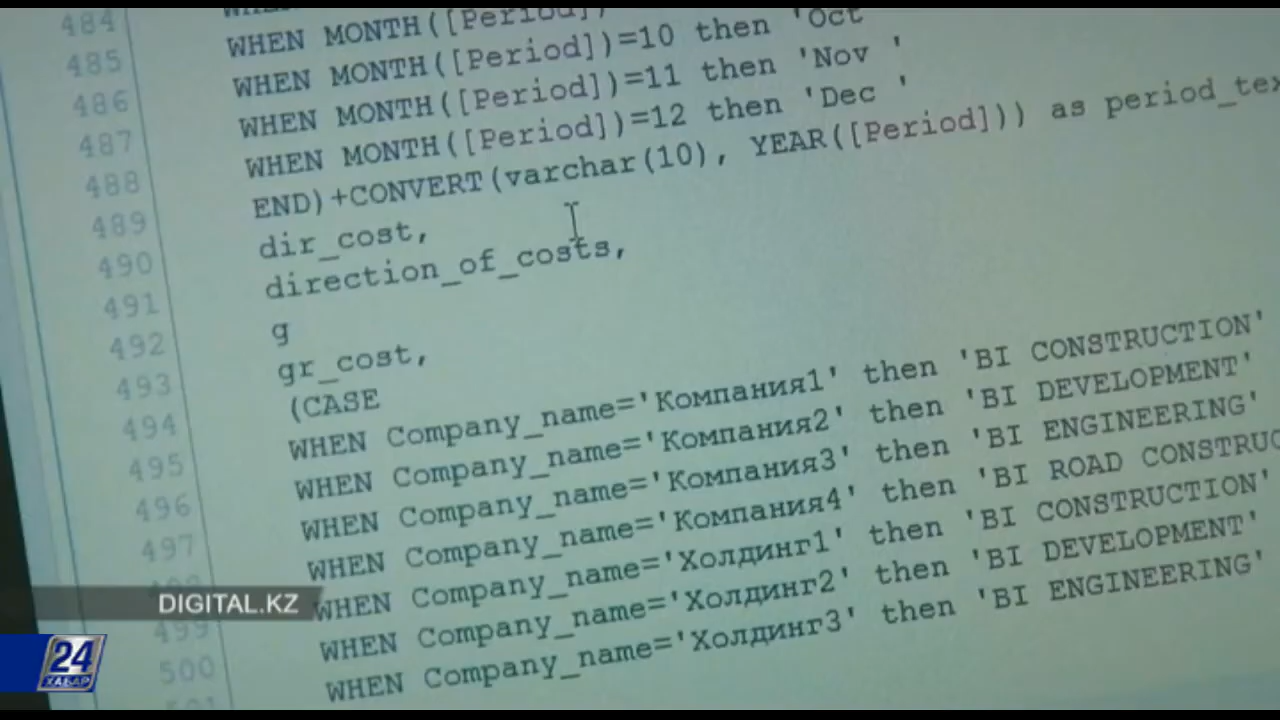 484
485 WHEN MONTH([Period])=10 then 'Oct
486 WHEN MONTH([Period])=11 then 'Nov '
487 WHEN MONTH([Period])=12 then 'Dec '
488 END)+CONVERT(varchar(10), YEAR([Period])) as
489 dir_cost,
490 direction_of_costs,
491
492 g
493 gr_cost,
494 (CASE
495 WHEN Company_name='Компания1' then 'BI CONSTRUCTION'
496 WHEN Company_name='Компания2' then 'BI DEVELOPMENT'
497 WHEN Company_name='Компания3' then 'BI ENGINEERING'
WHEN Company_name='Компания4' then 'BI ROAD CONSTRUC
499 WHEN Company_name='Холдинг1' then 'BI CONSTRUCTION'
500 WHEN Company_name='Холдинг2' then 'BI DEVELOPMENT'
WHEN Company_name='Холдинг3' then 'BI ENGINEERING'
DIGITAL.KZ
24
ХАБАР